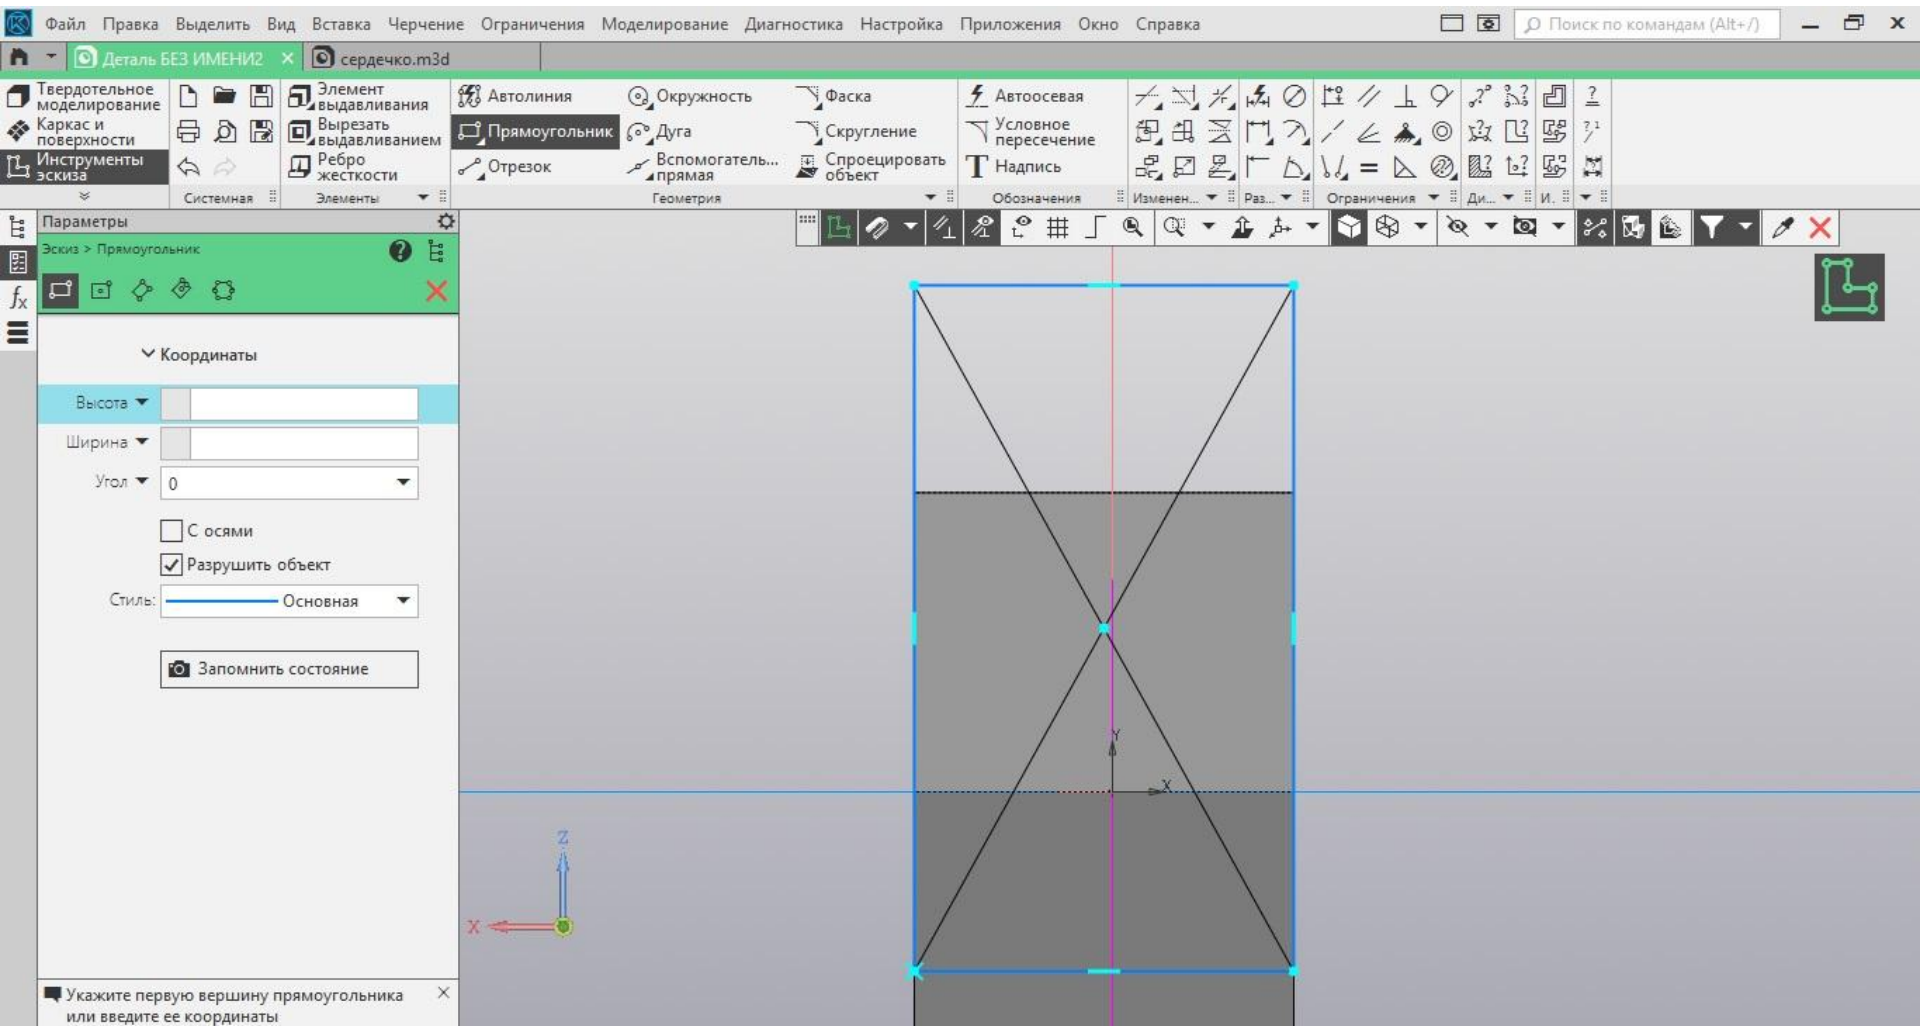 Файл Правка Выделить Вид Вставка Черчение Ограничения Моделирование Диагностика Настройка Приложения Окно Справка
Поиск по командам (Alt+/)
Деталь БЕЗ ИМЕНИ2
сердечко.m3d
Твердотельное
моделирование
Каркас и
поверхности
Инструменты
эскиза
Системная
Элемент
выдавливания
Вырезать
выдавливанием
Ребро
жесткости
Элементы
Автолиния
Прямоугольник
Отрезок
Окружность
Дуга
Вспомогатель...
прямая
Фаска
Скругление
Спроецировать
объект
Геометрия
Автоосевая
Условное
пересечение
Надпись
Обозначения
Изменен...
Раз...
Ограничения
Ди...
И.
Параметры
Эскиз > Прямоугольник
Координаты
Высота
Ширина
Угол 0
С осями
Разрушить объект
Стиль: Основная
Запомнить состояние
Укажите первую вершину прямоугольника
или введите ее координаты
Y
X
Z
X